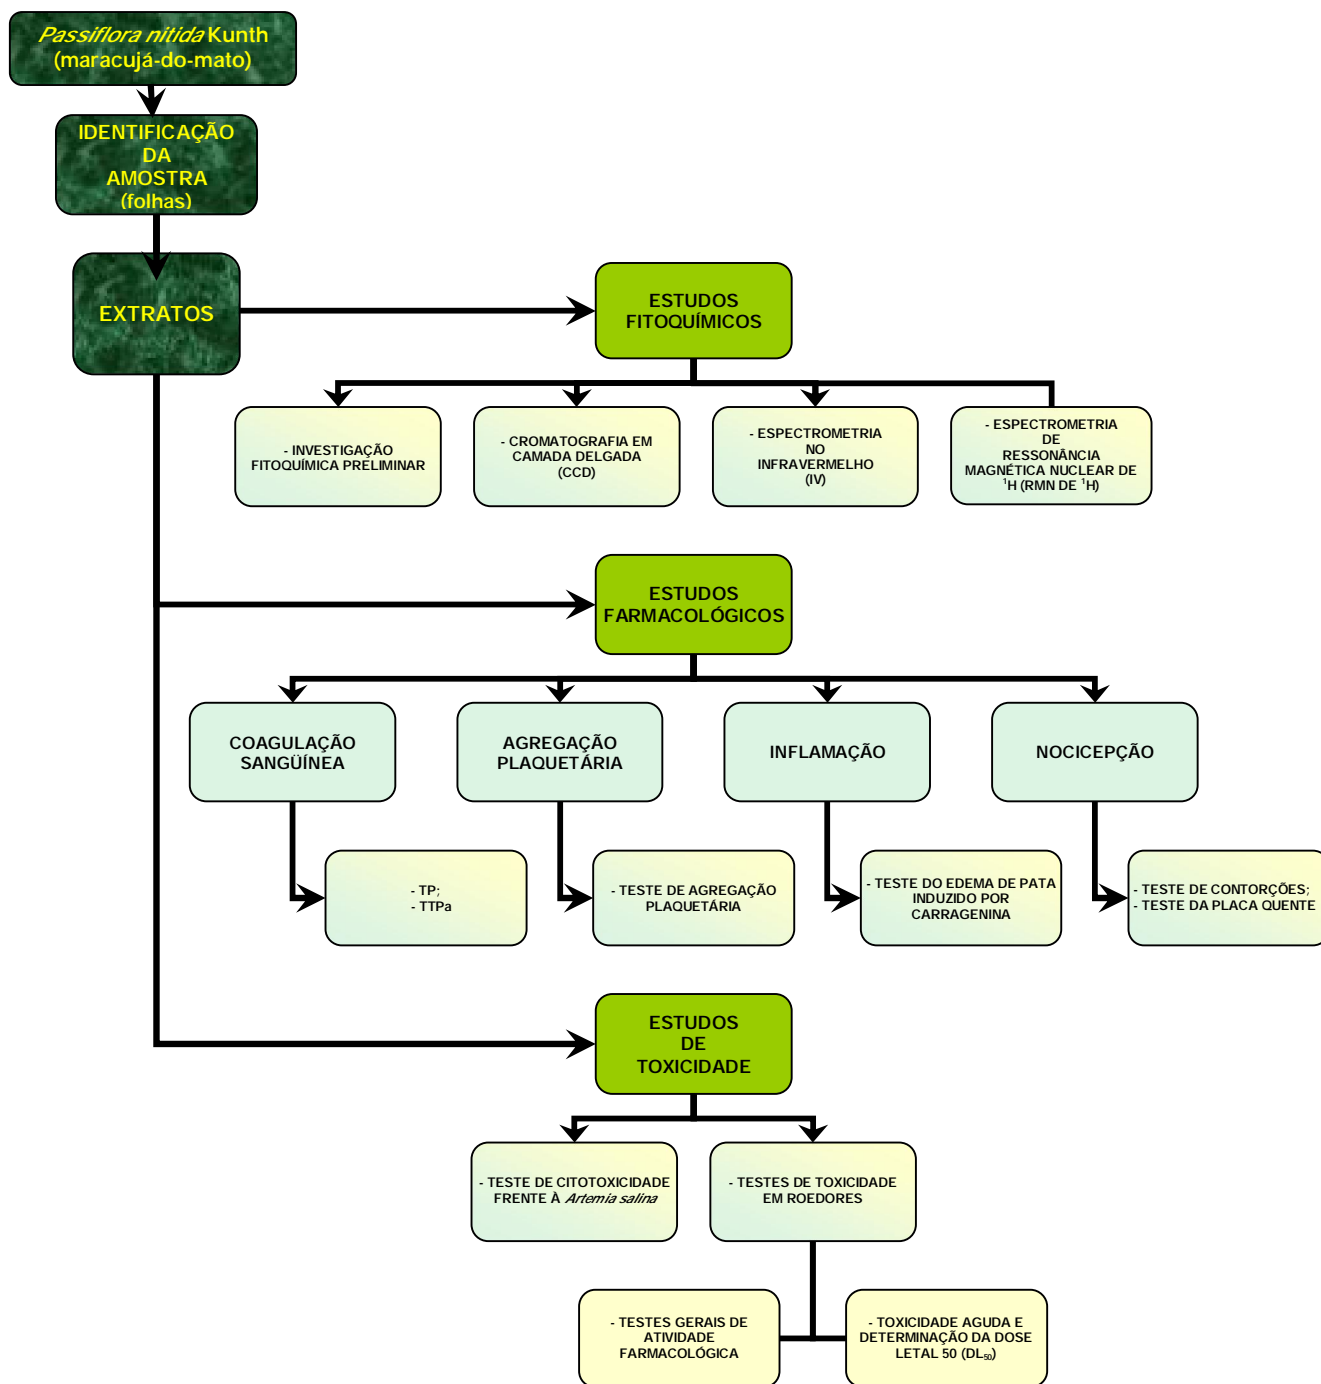 Passiflora nitida Kunth
(maracujá-do-mato)
IDENTIFICAÇÃO
DA
AMOSTRA
(folhas)
EXTRATOS
ESTUDOS
FITOQUÍMICOS
- INVESTIGAÇÃO
FITOQUÍMICA PRELIMINAR
- CROMATOGRAFIA EM
CAMADA DELGADA
(CCD)
- ESPECTROMETRIA
NO
INFRAVERMELHO
(IV)
- ESPECTROMETRIA
DE
RESSONÂNCIA
MAGNÉTICA NUCLEAR DE
¹H (RMN DE ¹H)
ESTUDOS
FARMACOLÓGICOS
COAGULAÇÃO
SANGÜÍNEA
AGREGAÇÃO
PLAQUETÁRIA
INFLAMAÇÃO
NOCICEPÇÃO
- TP;
- TTPa
- TESTE DE AGREGAÇÃO
PLAQUETÁRIA
- TESTE DO EDEMA DE PATA
INDUZIDO POR
CARRAGENINA
- TESTE DE CONTORÇÕES;
- TESTE DA PLACA QUENTE
ESTUDOS
DE
TOXICIDADE
- TESTE DE CITOTOXICIDADE
FRENTE À Artemia salina
- TESTES DE TOXICIDADE
EM ROEDORES
- TESTES GERAIS DE
ATIVIDADE
FARMACOLÓGICA
- TOXICIDADE AGUDA E
DETERMINAÇÃO DA DOSE
LETAL 50 (DL₅₀)